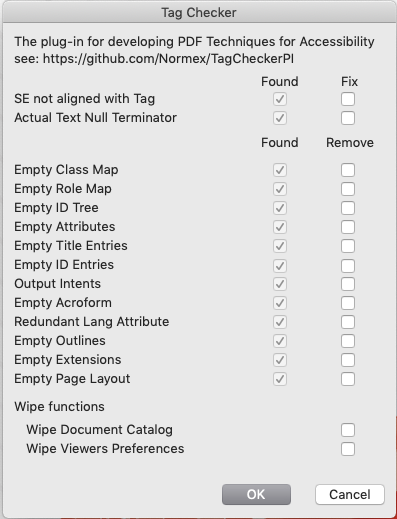 Tag Checker
The plug-in for developing PDF Techniques for Accessibility
see: https://github.com/Normex/TagCheckerPI
Found Fix
SE not aligned with Tag
Actual Text Null Terminator
Found Remove
Empty Class Map
Empty Role Map
Empty ID Tree
Empty Attributes
Empty Title Entries
Empty ID Entries
Output Intents
Empty Acroform
Redundant Lang Attribute
Empty Outlines
Empty Extensions
Empty Page Layout
Wipe functions
Wipe Document Catalog
Wipe Viewers Preferences
OK Cancel